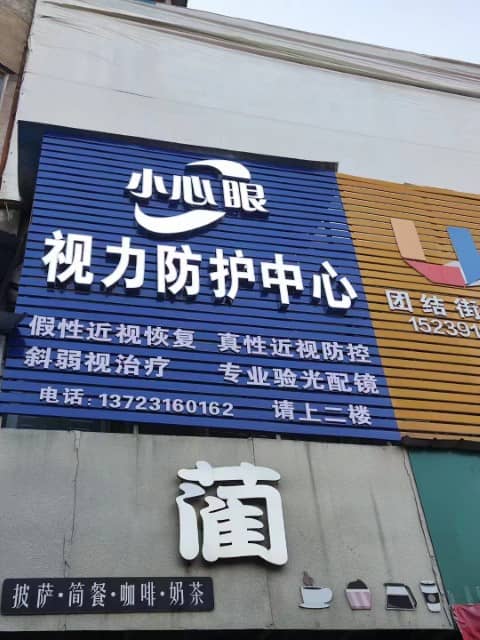 小心眼
视力防护中心
假性近视恢复 真性近视防控
斜弱视治疗 专业验光配镜
电话:13723160162 请上二楼
团结街
152391
蔺
披萨·简餐·咖啡·奶茶